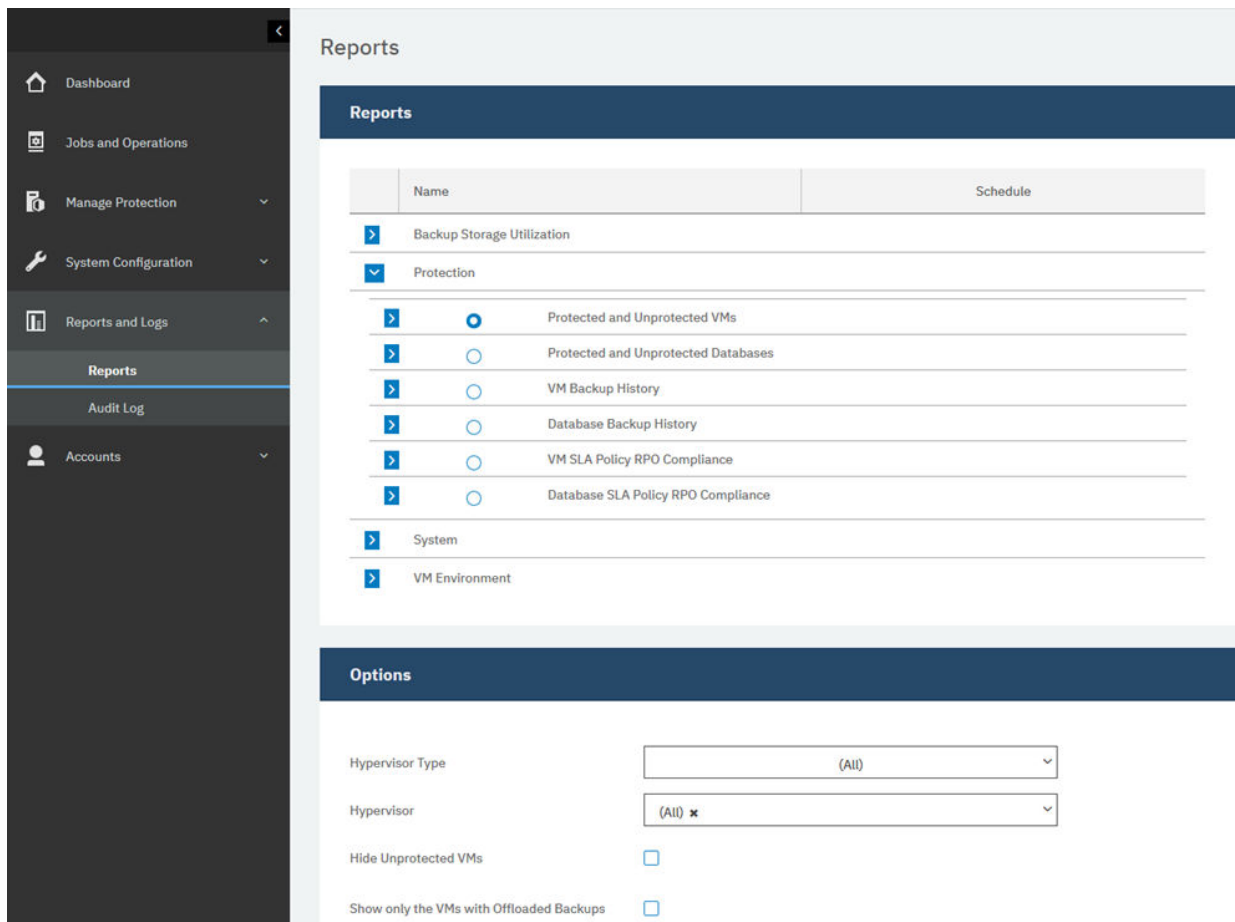 Dashboard
Jobs and Operations
Manage Protection
System Configuration
Reports and Logs
Reports
Audit Log
Accounts
Reports
Reports
Name Schedule
Backup Storage Utilization
Protection
Protected and Unprotected VMs
Protected and Unprotected Databases
VM Backup History
Database Backup History
VM SLA Policy RPO Compliance
Database SLA Policy RPO Compliance
System
VM Environment
Options
Hypervisor Type (All)
Hypervisor (All) ×
Hide Unprotected VMs
Show only the VMs with Offloaded Backups